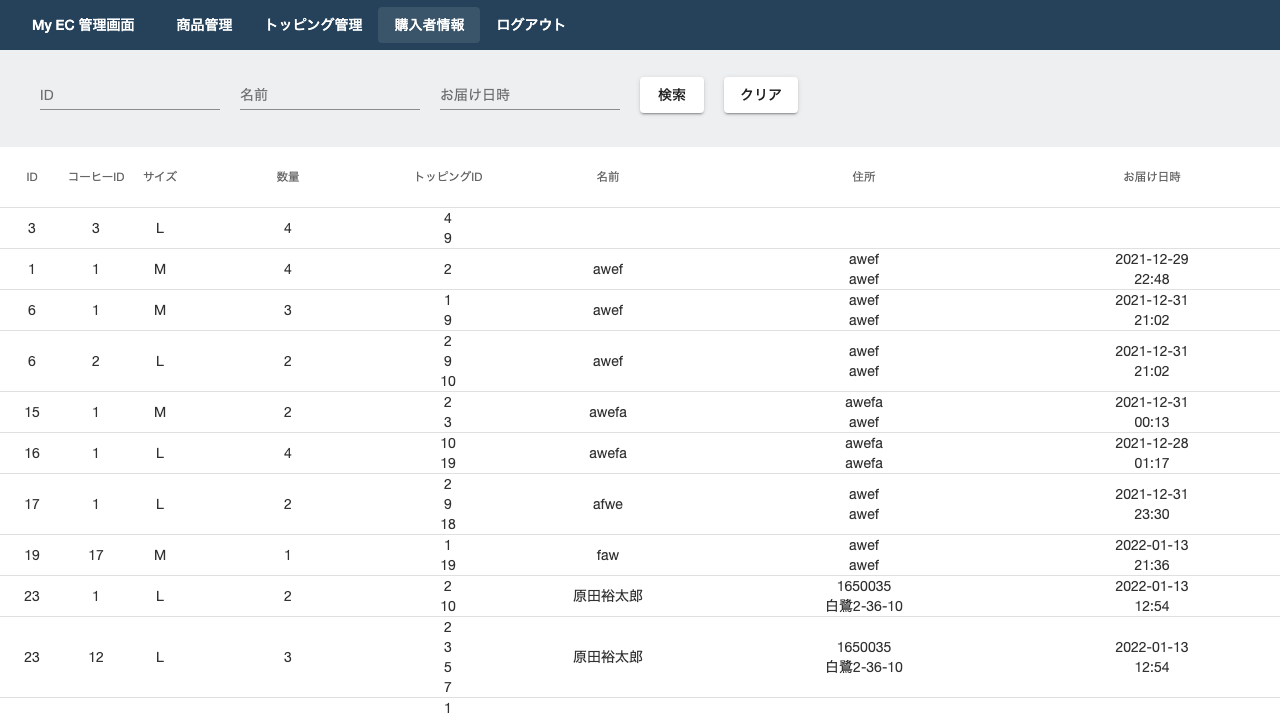 My EC 管理画面 商品管理 トッピング管理 購入者情報 ログアウト
ID 名前 お届け日時 検索 クリア
ID コーヒーID サイズ 数量 トッピングID 名前 住所 お届け日時
3 3 L 4 4
9
1 1 M 4 2 awef awef 2021-12-29
awef 22:48
6 1 M 3 1 awef awef 2021-12-31
9 awef 21:02
6 2 L 2 2 awef awef 2021-12-31
9 awef 21:02
10
15 1 M 2 2 awefa awefa 2021-12-31
3 awef 00:13
16 1 L 4 10 awefa awefa 2021-12-28
19 awefa 01:17
17 1 L 2 2 afwe awef 2021-12-31
9 awef 23:30
18
19 17 M 1 1 faw awef 2022-01-13
19 awef 21:36
23 1 L 2 2 原田裕太郎 1650035 2022-01-13
10 白鷺2-36-10 12:54
23 12 L 3 2 原田裕太郎 1650035 2022-01-13
3 白鷺2-36-10 12:54
5
7
1